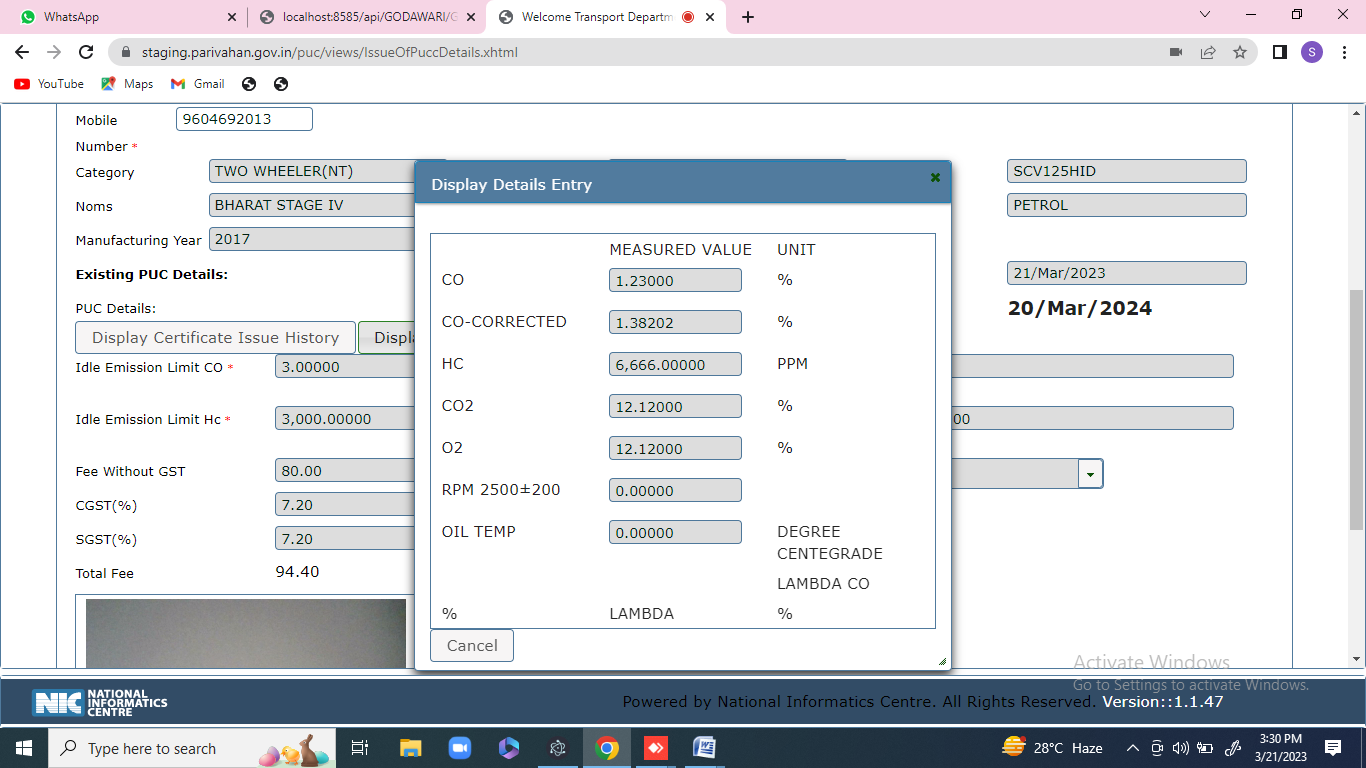 WhatsApp
localhost:8585/api/GODAWARI/G
Welcome Transport Departm
staging.parivahan.gov.in/puc/views/IssueOfPuccDetails.xhtml
S
YouTube Maps Gmail
Mobile Number * 9604692013
Category TWO WHEELER(NT) SCV125HID
Noms BHARAT STAGE IV PETROL
Manufacturing Year 2017
Existing PUC Details: 21/Mar/2023
PUC Details: 20/Mar/2024
Display Certificate Issue History Displ
Idle Emission Limit CO * 3.00000
Idle Emission Limit Hc * 3,000.00000 00
Fee Without GST 80.00
CGST(%) 7.20
SGST(%) 7.20
Total Fee 94.40
Display Details Entry
MEASURED VALUE UNIT
CO 1.23000 %
CO-CORRECTED 1.38202 %
HC 6,666.00000 PPM
CO2 12.12000 %
O2 12.12000 %
RPM 2500±200 0.00000
OIL TEMP 0.00000 DEGREE CENTEGRADE
LAMBDA CO
% LAMBDA %
Cancel
Activate Windows
Go to Settings to activate Windows.
NIC NATIONAL INFORMATICS CENTRE
Powered by National Informatics Centre. All Rights Reserved. Version::1.1.47
Type here to search
28°C Haze
3:30 PM
3/21/2023